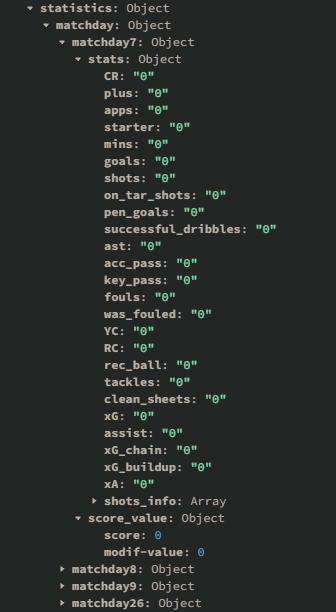 statistics: Object
matchday: Object
matchday7: Object
stats: Object
CR: "0"
plus: "0"
apps: "0"
starter: "0"
mins: "0"
goals: "0"
shots: "0"
on_tar_shots: "0"
pen_goals: "0"
successful_dribbles: "0"
ast: "0"
acc_pass: "0"
key_pass: "0"
fouls: "0"
was_fouled: "0"
YC: "0"
RC: "0"
rec_ball: "0"
tackles: "0"
clean_sheets: "0"
xG: "0"
assist: "0"
xG_chain: "0"
xG_buildup: "0"
xA: "0"
shots_info: Array
score_value: Object
score: 0
modif-value: 0
matchday8: Object
matchday9: Object
matchday26: Object